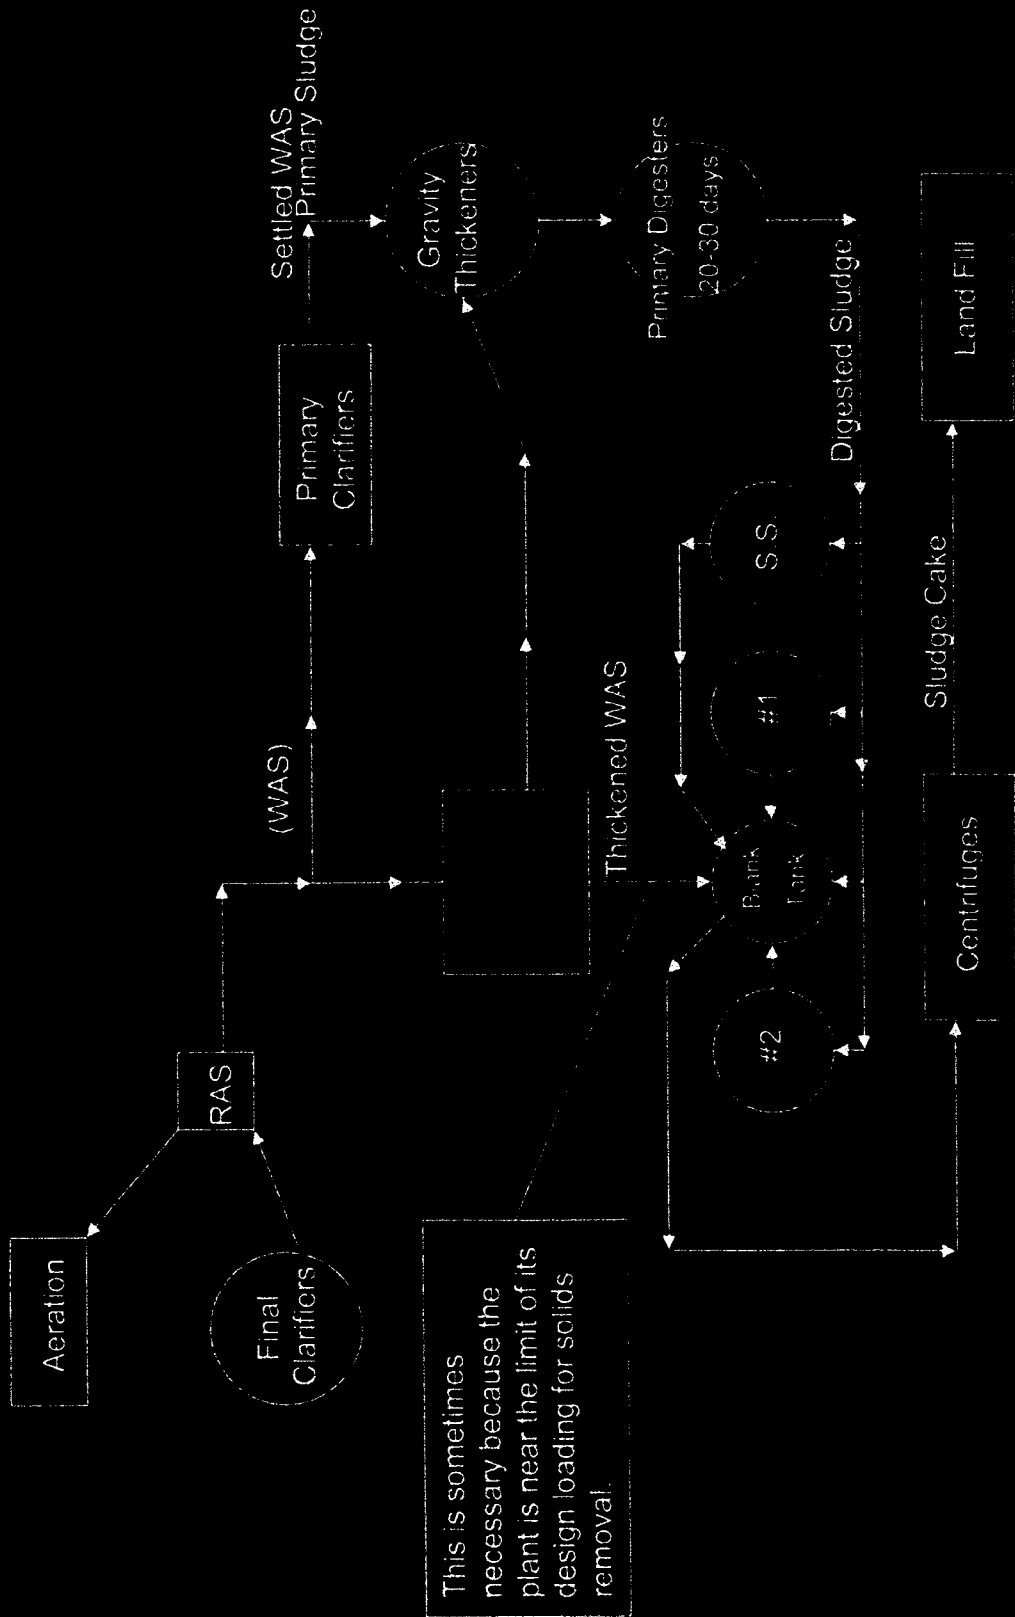 Aeration
Final
Clarifiers
RAS
(WAS)
Primary
Clarifiers
Settled WAS
Primary Sludge
Gravity
Thickeners
Primary Digesters
20-30 days
Digested Sludge
This is sometimes
necessary because the
plant is near the limit of its
design loading for solids
removal.
Thickened WAS
#2
Blank
Tank
#1
S.S.
Centrifuges
Sludge Cake
Land Fill